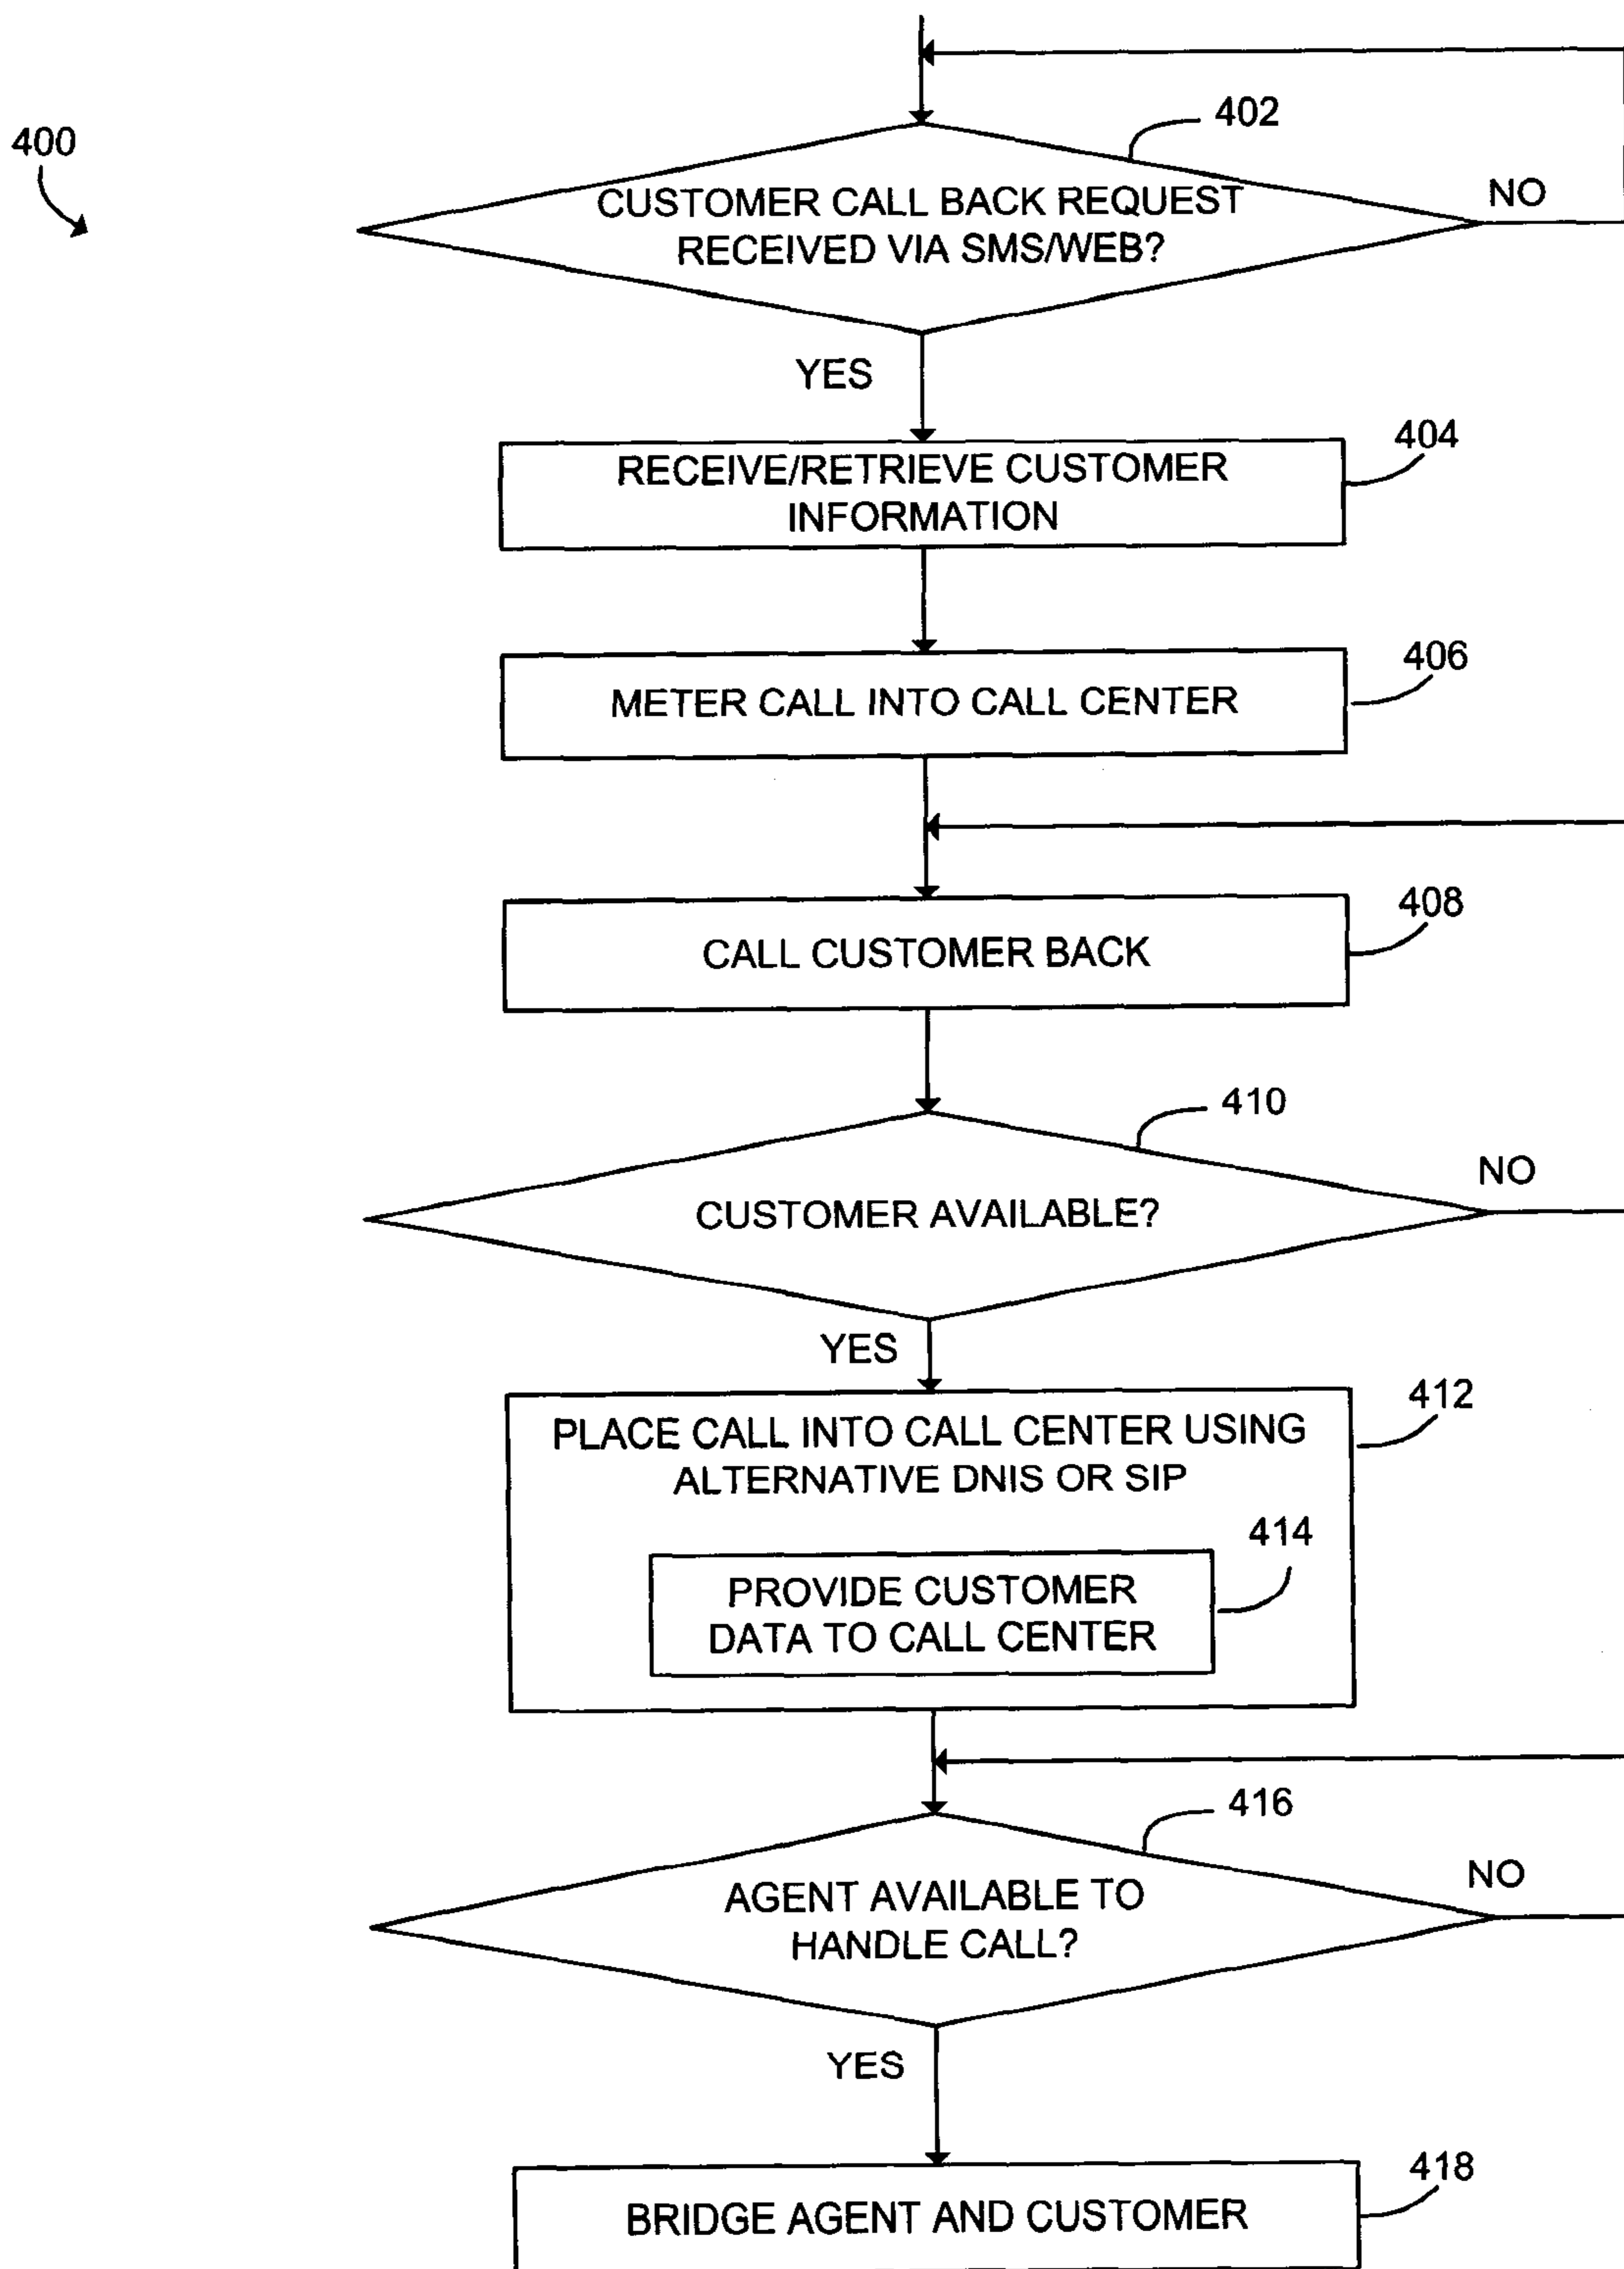 400
402
CUSTOMER CALL BACK REQUEST
RECEIVED VIA SMS/WEB?
NO
YES
404
RECEIVE/RETRIEVE CUSTOMER
INFORMATION
406
METER CALL INTO CALL CENTER
408
CALL CUSTOMER BACK
410
NO
CUSTOMER AVAILABLE?
YES
412
PLACE CALL INTO CALL CENTER USING
ALTERNATIVE DNIS OR SIP
414
PROVIDE CUSTOMER
DATA TO CALL CENTER
416
NO
AGENT AVAILABLE TO
HANDLE CALL?
YES
418
BRIDGE AGENT AND CUSTOMER